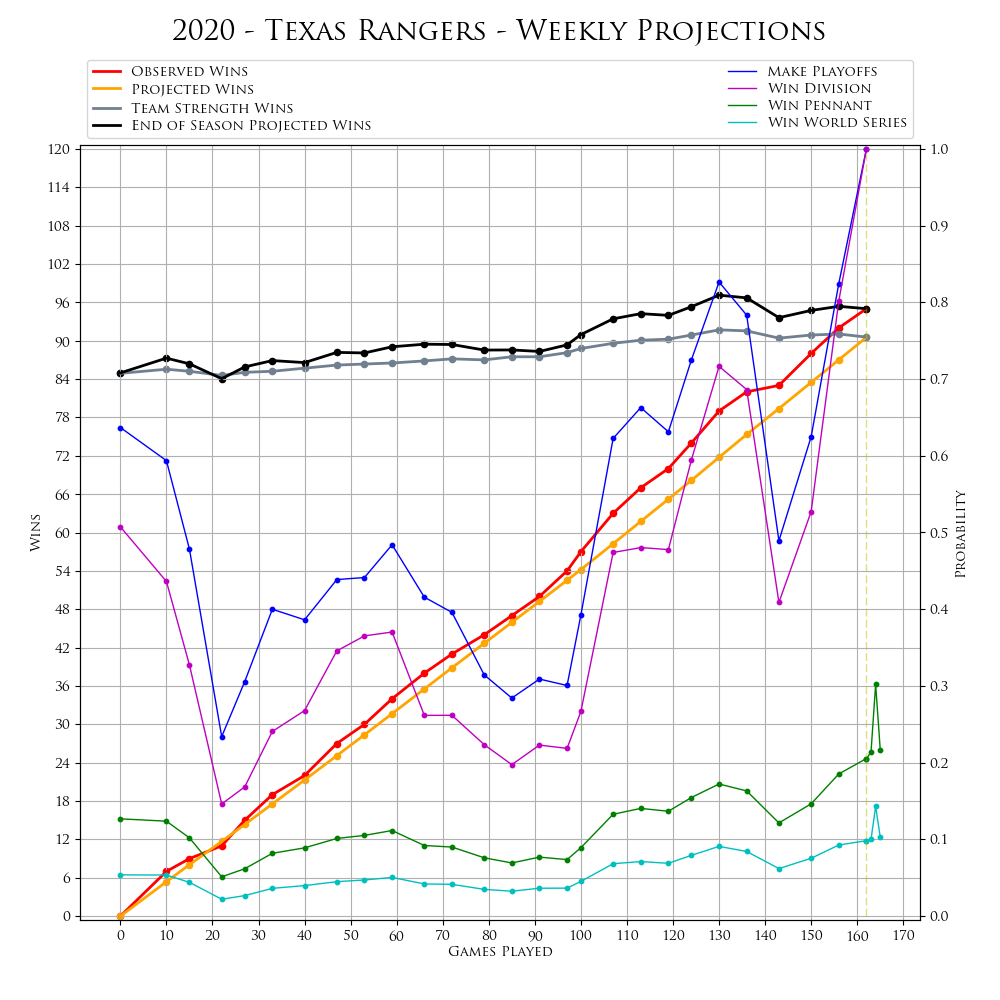 2020 - Texas Rangers - Weekly Projections
Observed Wins
Projected Wins
Team Strength Wins
End of Season Projected Wins
Make Playoffs
Win Division
Win Pennant
Win World Series
120
114
108
102
96
90
84
78
72
66
60
54
48
42
36
30
24
18
12
6
0
Wins
1.0
0.9
0.8
0.7
0.6
0.5
0.4
0.3
0.2
0.1
0.0
Probability
0 10 20 30 40 50 60 70 80 90 100 110 120 130 140 150 160 170
Games Played